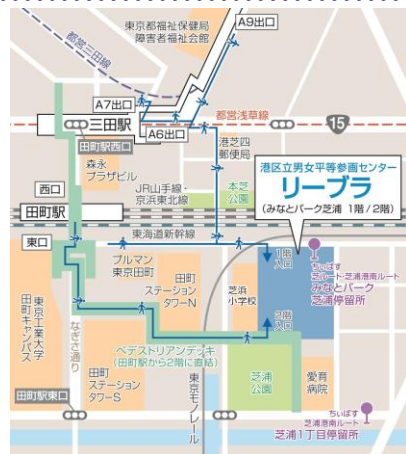 東京都福祉保健局
障害者福祉会館
A9出口
都営三田線
A7出口
都営浅草線
15
三田駅
A6出口
田町駅西口
港芝四
郵便局
森永
プラザビル
西口
JR山手線・
京浜東北線
本芝
公園
港区立男女平等参画センター
リーブラ
(みなとパーク芝浦 1階/2階)
田町駅
東口
東海道新幹線
1階
入口
ちぃばす
芝ルート・芝浦港南ルート
みなとパーク
芝浦停留所
プルマン
東京田町
田町
ステーション
タワーN
芝浜
小学校
2階
入口
東京工業大学
田町キャンパス
なぎさ通り
ペデストリアンデッキ
(田町駅から2階に直結)
田町
ステーション
タワーS
東京モノレール
芝浦
公園
愛育
病院
田町駅東口
ちぃばす
芝浦港南ルート
芝浦1丁目停留所